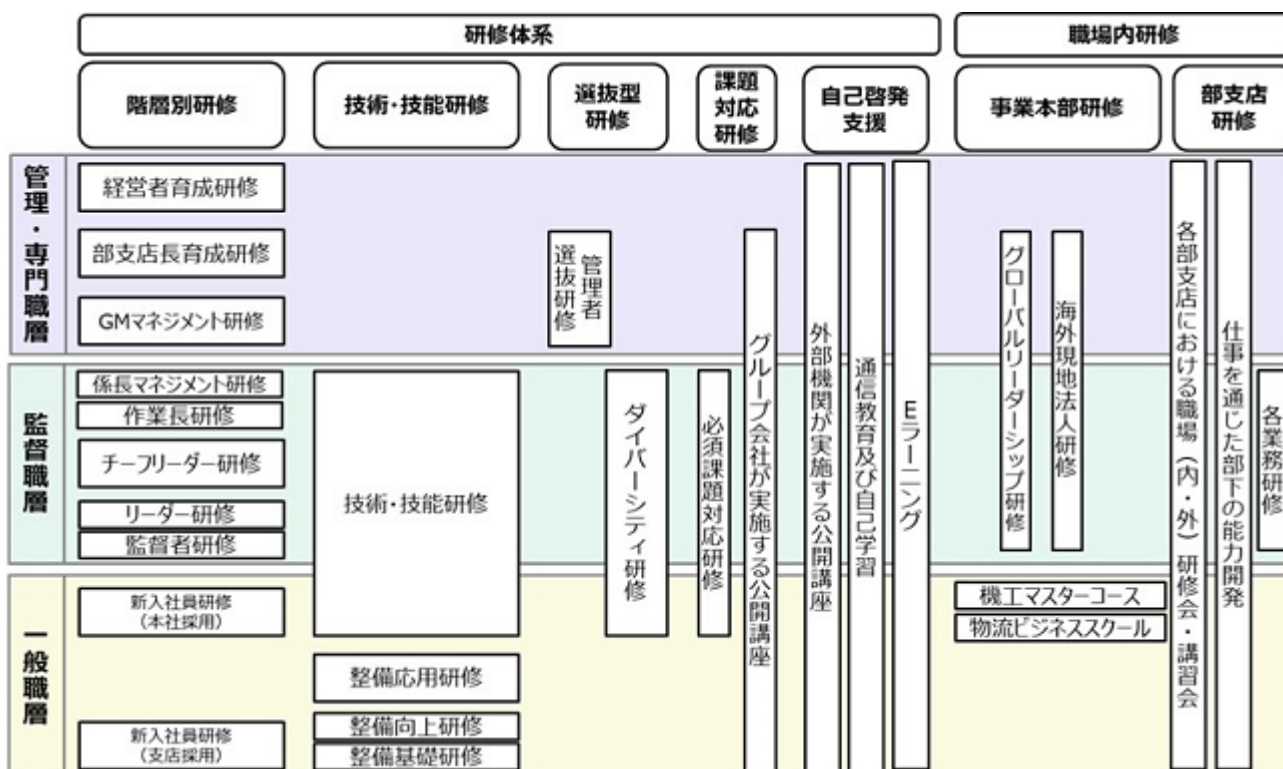 研修体系
職場内研修
階層別研修
技術・技能研修
選抜型
研修
課題
対応
研修
自己啓発
支援
事業本部研修
部支店
研修
管理・専門職層
経営者育成研修
部支店長育成研修
GMマネジメント研修
管理者
選抜研修
監督職層
係長マネジメント研修
作業長研修
チーフリーダー研修
リーダー研修
監督者研修
技術・技能研修
ダイバーシティ研修
必須課題対応研修
グループ会社が実施する公開講座
外部機関が実施する公開講座
通信教育及び自己学習
Eラーニング
グローバルリーダーシップ研修
海外現地法人研修
各部支店における職場（内・外）研修会・講習会
仕事を通じた部下の能力開発
各業務研修
一般職層
新入社員研修
（本社採用）
整備応用研修
整備向上研修
整備基礎研修
新入社員研修
（支店採用）
機工マスターコース
物流ビジネススクール